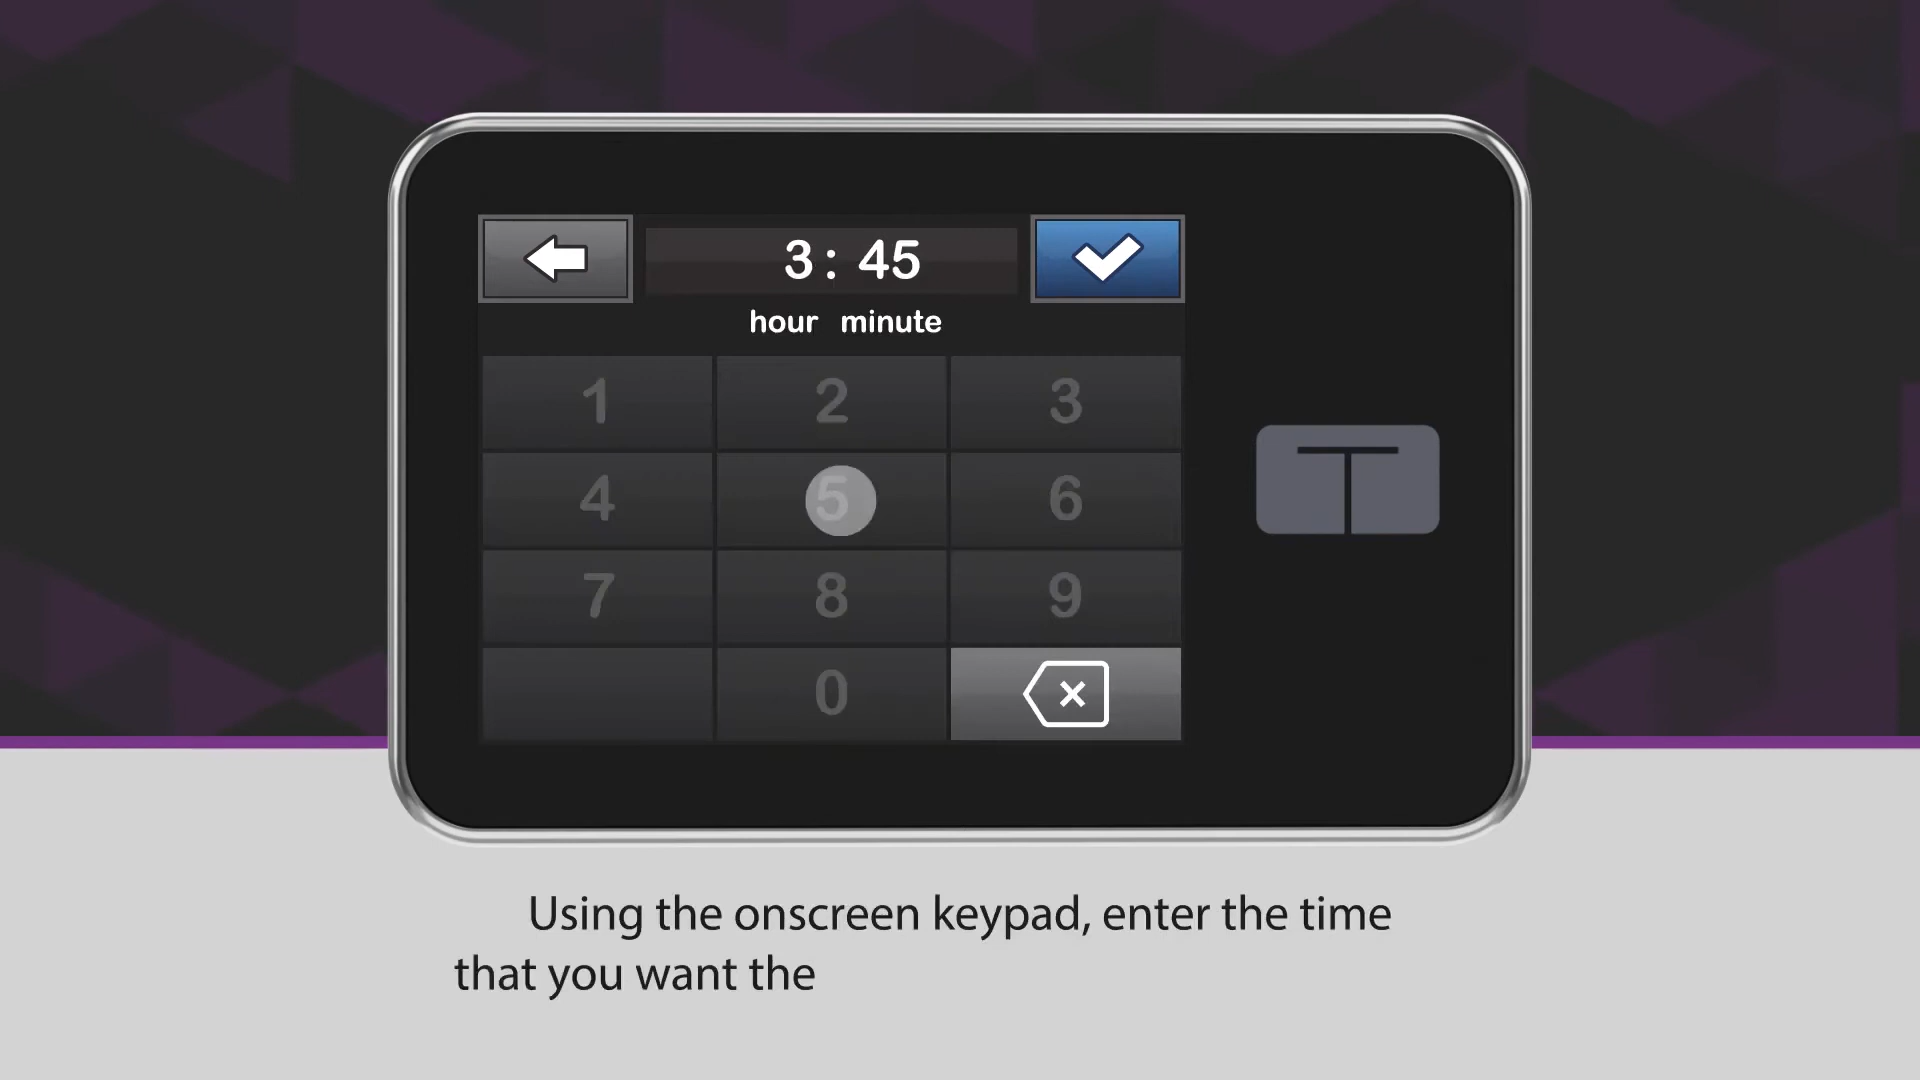 3: 45
hour minute
1 2 3
4 5 6
7 8 9
0
T
Using the onscreen keypad, enter the time
that you want the